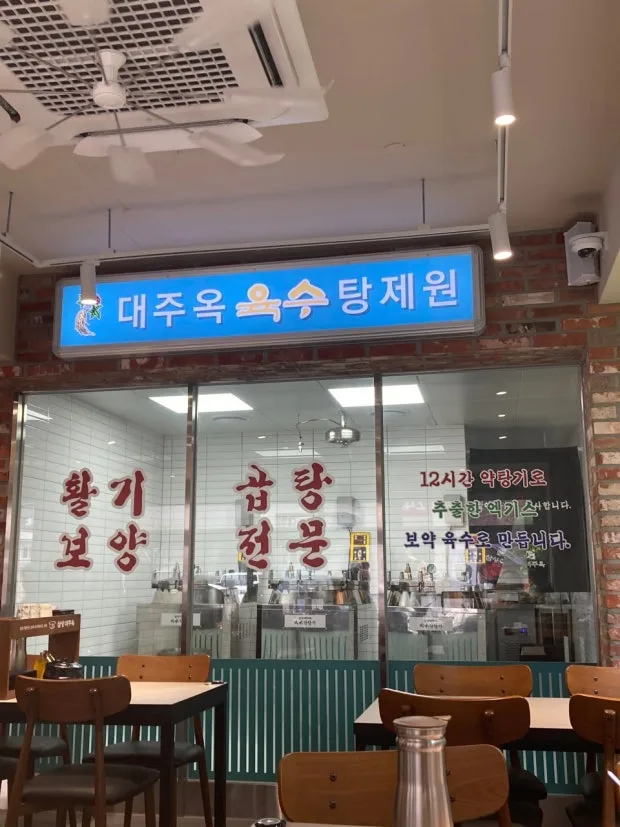 대주옥 육수 탕제원
활기
보양
곱탕
전문
12시간 약탕기로
추출한 엑기스
보약 육수로 만듭니다.